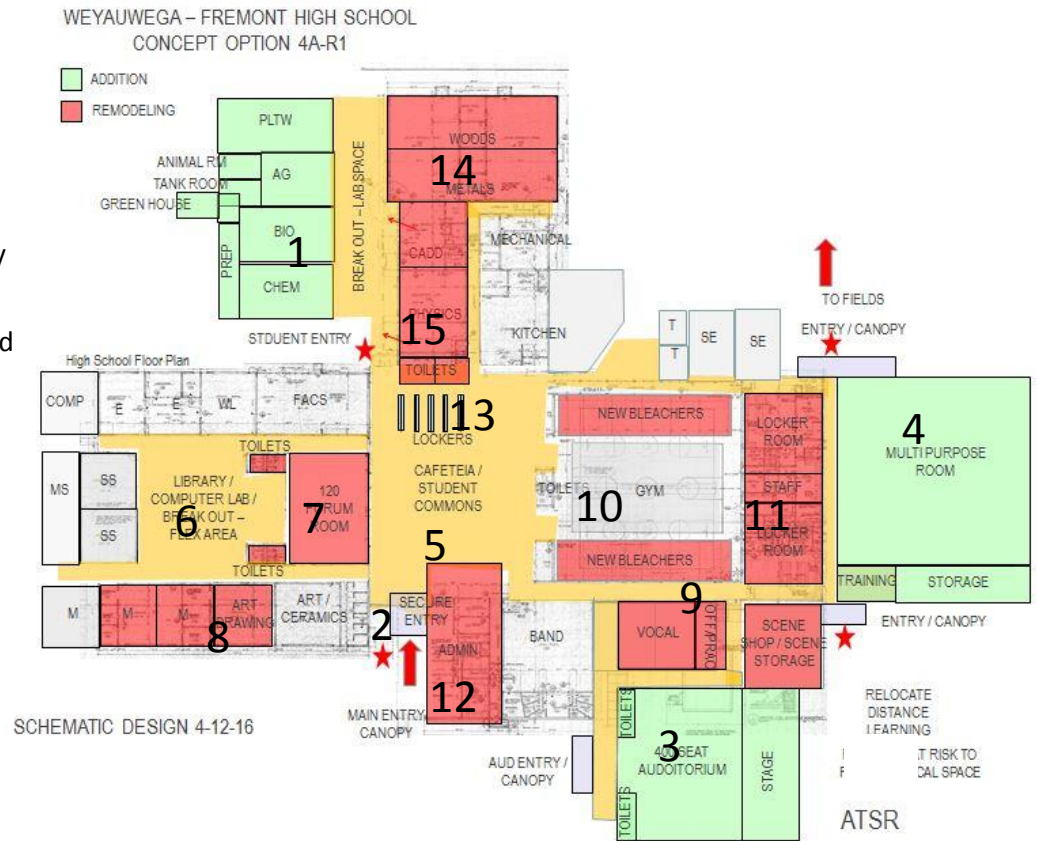 WEYAUWEGA – FREMONT HIGH SCHOOL
CONCEPT OPTION 4A-R1
ADDITION
REMODELING
PLTW
ANIMAL RM
AG
TANK ROOM
GREEN HOUSE
BIO
1
PREP
CHEM
BREAK OUT – LAB SPACE
WOODS
14
METALS
CADD
MECHANICAL
PHYSICS
15
KITCHEN
TOILETS
y
d
STDUENT ENTRY
High School Floor Plan
TO FIELDS
ENTRY / CANOPY
T
T
SE
SE
COMP
E
E
WL
FACS
13
LOCKERS
NEW BLEACHERS
LOCKER
ROOM
4
MULTI PURPOSE
ROOM
TOILETS
MS
SS
SS
LIBRARY /
COMPUTER LAB /
BREAK OUT –
FLEX AREA
6
120
FORUM
ROOM
7
CAFETEIA /
STUDENT
COMMONS
TOILETS
GYM
10
STAFF
11
LOCKER
ROOM
5
NEW BLEACHERS
TOILETS
TRAINING
STORAGE
M
M
M
ART
DRAWING
8
ART /
CERAMICS
2
SECURE
ENTRY
ADMIN
12
BAND
9
VOCAL
OFF/PRAC
SCENE
SHOP / SCENE
STORAGE
ENTRY / CANOPY
MAIN ENTRY
CANOPY
SCHEMATIC DESIGN 4-12-16
AUD ENTRY /
CANOPY
TOILETS
3
400 SEAT
AUDOITORIUM
TOILETS
STAGE
RELOCATE
DISTANCE
LEARNING
RISK TO
SPACE
ATSR